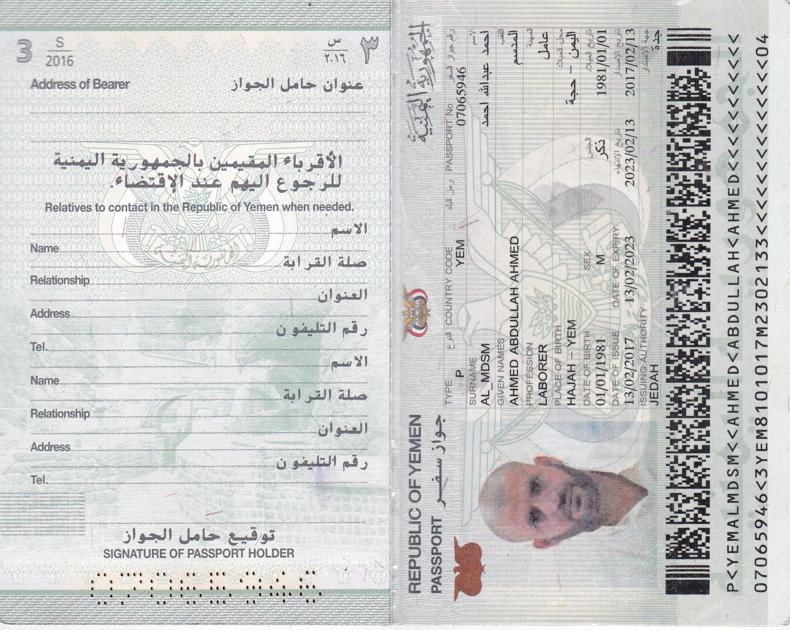 3 S 2016
س ٢٠١٦ ٣
Address of Bearer
عنوان حامل الجواز
الأقرباء المقيمين بالجمهورية اليمنية
للرجوع اليهم عند الإقتضاء
Relatives to contact in the Republic of Yemen when needed.
Name الاسم
Relationship صلة القرابة
Address العنوان
Tel. رقم التليفون
Name الاسم
Relationship صلة القرابة
Address العنوان
Tel. رقم التليفون
توقيع حامل الجواز
SIGNATURE OF PASSPORT HOLDER
REPUBLIC OF YEMEN الجمهورية اليمنية
PASSPORT جواز سفر
TYPE النوع COUNTRY CODE رمز البلد PASSPORT No رقم جواز السفر
P YEM 07065946
SURNAME الاسم
AL_MDSM احمد عبدالله احمد
GIVEN NAMES اللقب
AHMED ABDULLAH AHMED المدسم
PROFESSION المهنة
LABORER عامل
PLACE OF BIRTH محل الميلاد
HAJAH - YEM اليمن - حجة
DATE OF BIRTH SEX الجنس تاريخ الميلاد
01/01/1981 M ذكر 1981/01/01
DATE OF ISSUE DATE OF EXPIRY تاريخ الانتهاء تاريخ الإصدار
13/02/2017 13/02/2023 2023/02/13 2017/02/13
ISSUING AUTHORITY جهة الإصدار
JEDAH جدة
P<YEMALMDSM<<AHMED<ABDULLAH<AHMED<<<<<<<<<<<
07065946<3YEM8101017M2302133<<<<<<<<<<<<<<04